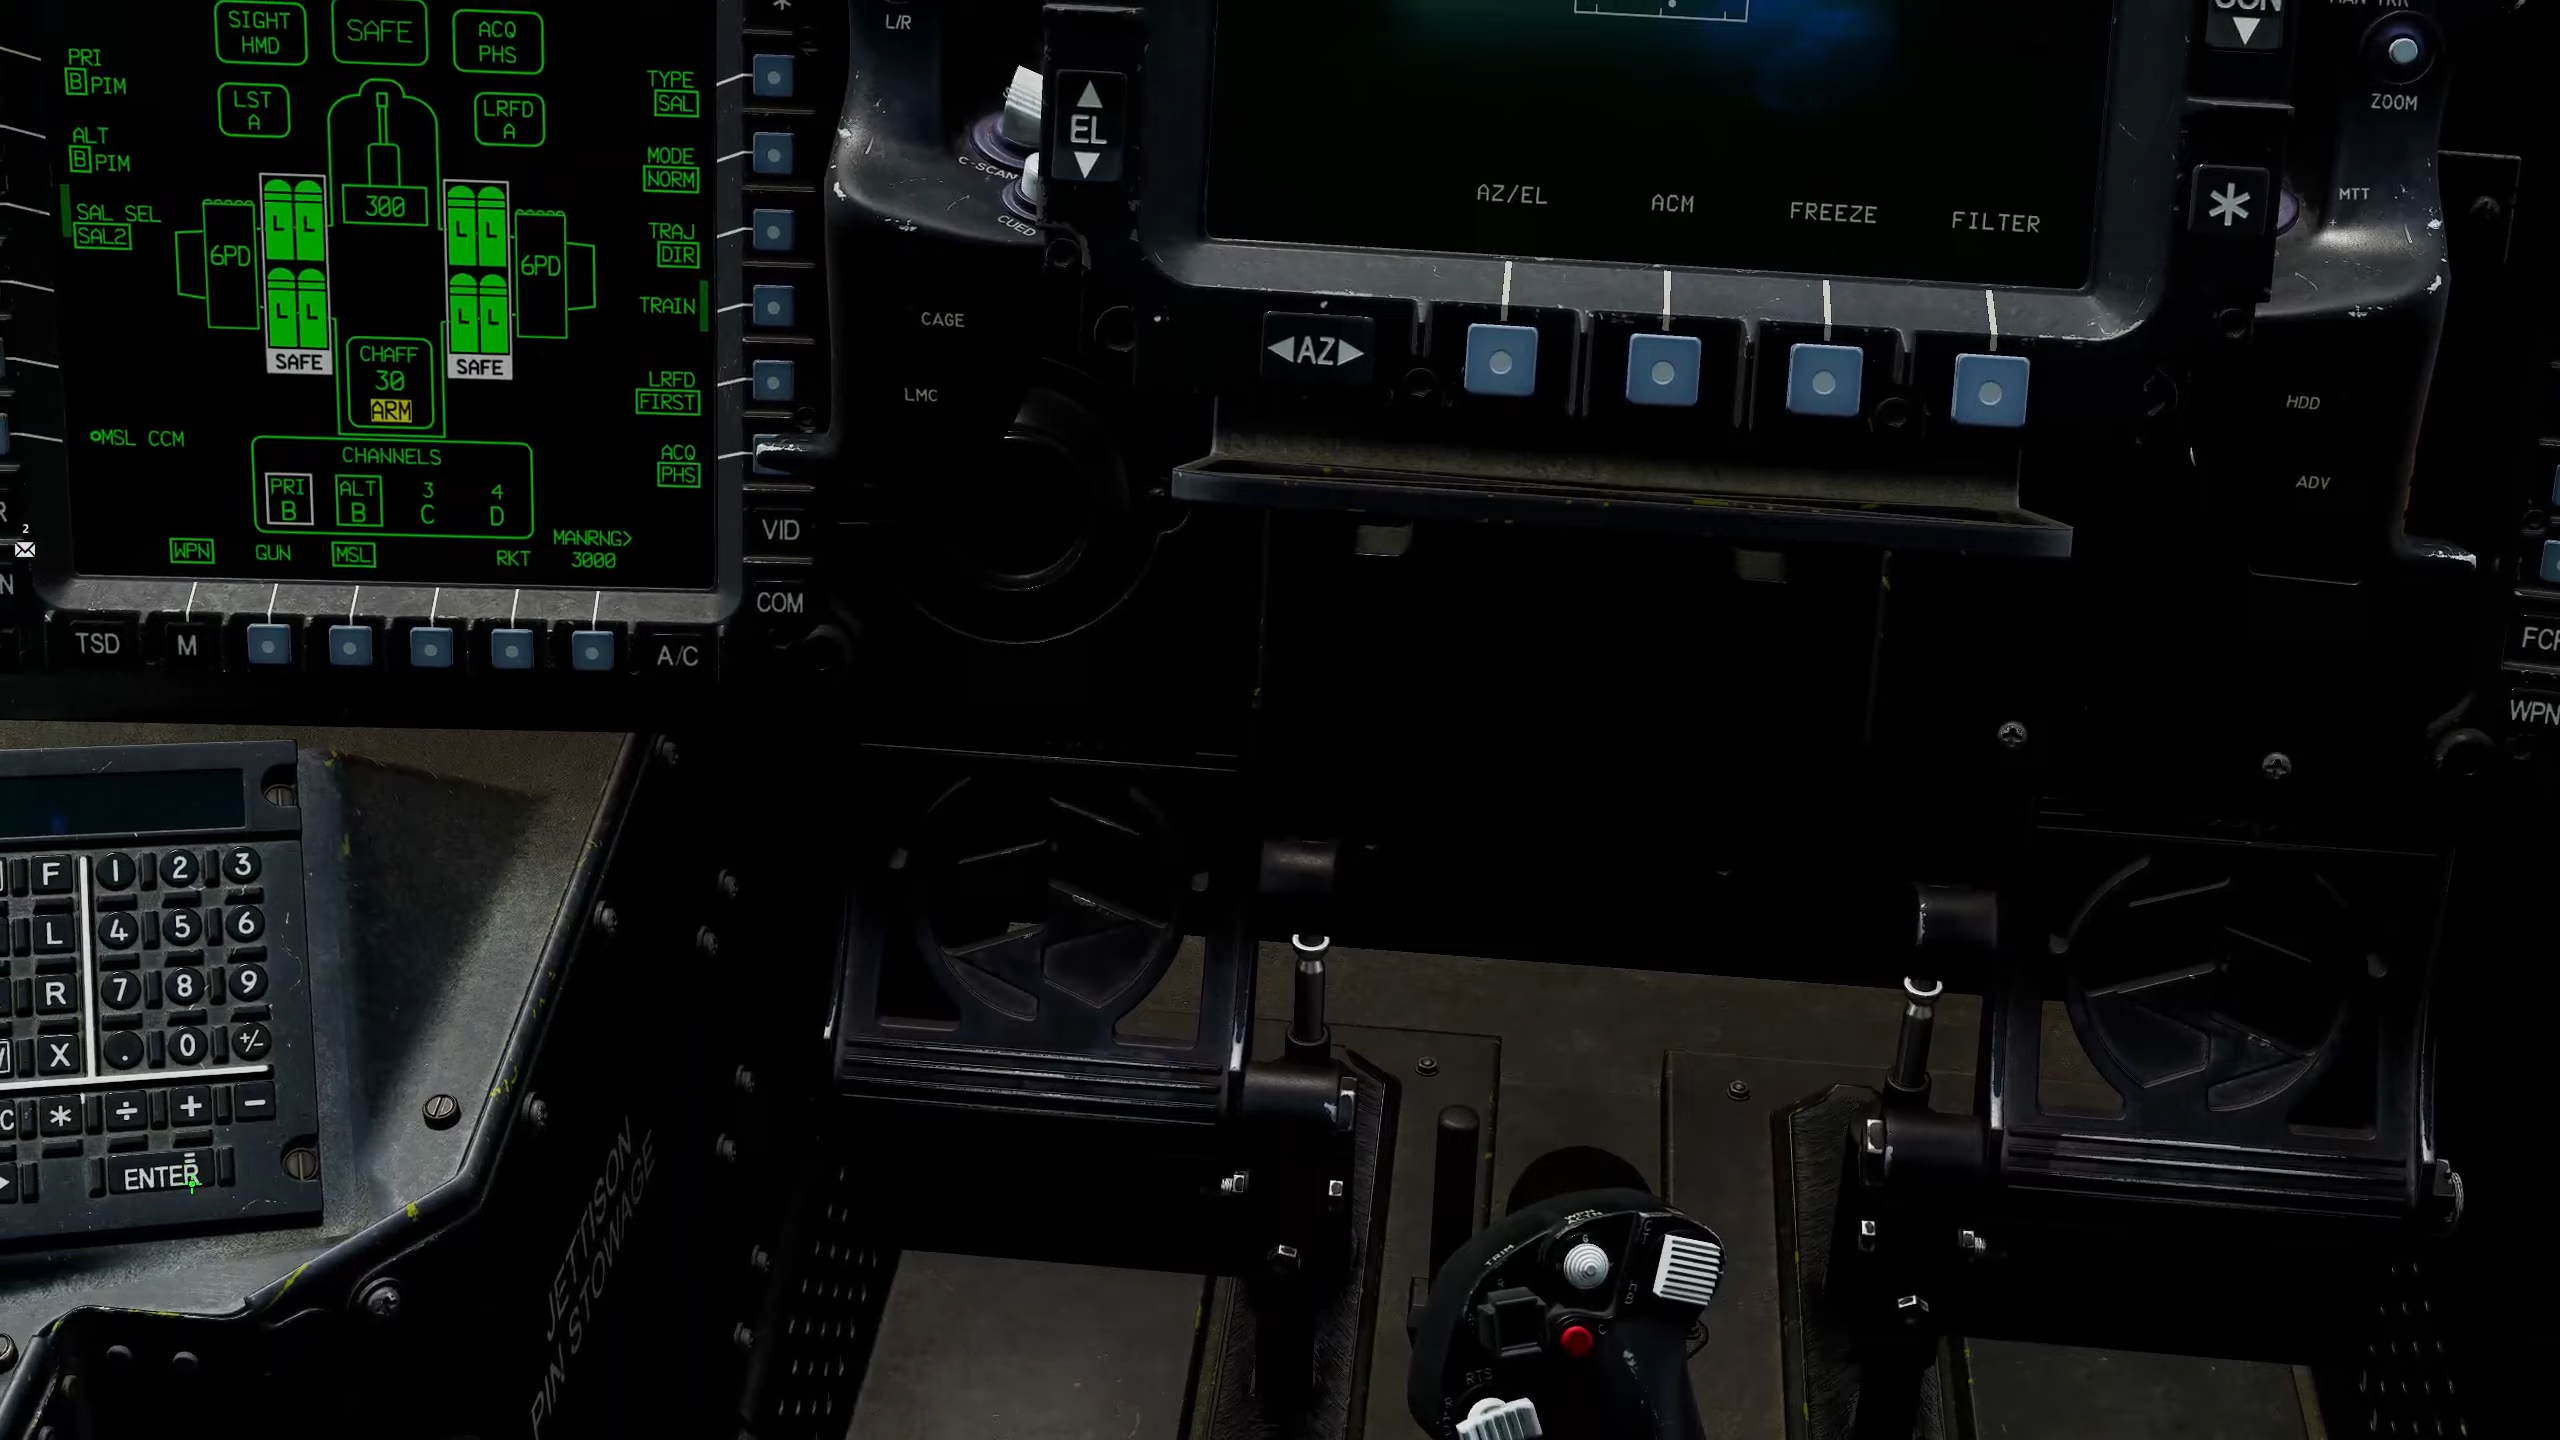 SIGHT
HMD
SAFE
ACQ
PHS
PRI
B PIM
LST
A
LRFD
A
TYPE
SAL
ALT
B PIM
MODE
NORM
SAL SEL
SAL2
300
TRAJ
DIR
L L
L L
6PD
6PD
L L
L L
TRAIN
SAFE
SAFE
CHAFF
30
ARM
LRFD
FIRST
MSL CCM
CHANNELS
ACQ
PHS
PRI
B
ALT
B
3
C
4
D
WPN
GUN
MSL
RKT
MANRNG>
3000
2
TSD
M
A/C
VID
COM
L/R
EL
C-SCAN
CUED
CAGE
LMC
AZ/EL
ACM
FREEZE
FILTER
AZ
ZOOM
MTT
*
HDD
ADV
WPN
F 1 2 3
L 4 5 6
R 7 8 9
X . 0 +/-
* ÷ + -
ENTER
JETTISON
PIN STOWAGE
TRIM
RTS